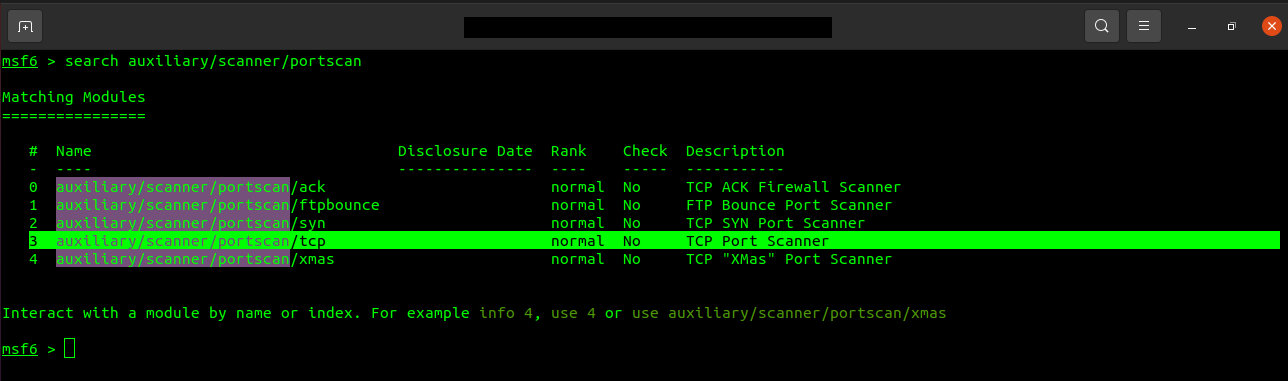 msf6 > search auxiliary/scanner/portscan
Matching Modules
================
#  Name                                  Disclosure Date  Rank    Check  Description
-  ----                                  ---------------  ----    -----  -----------
0  auxiliary/scanner/portscan/ack                         normal  No     TCP ACK Firewall Scanner
1  auxiliary/scanner/portscan/ftpbounce                   normal  No     FTP Bounce Port Scanner
2  auxiliary/scanner/portscan/syn                         normal  No     TCP SYN Port Scanner
3  auxiliary/scanner/portscan/tcp                         normal  No     TCP Port Scanner
4  auxiliary/scanner/portscan/xmas                        normal  No     TCP "XMas" Port Scanner
Interact with a module by name or index. For example info 4, use 4 or use auxiliary/scanner/portscan/xmas
msf6 >